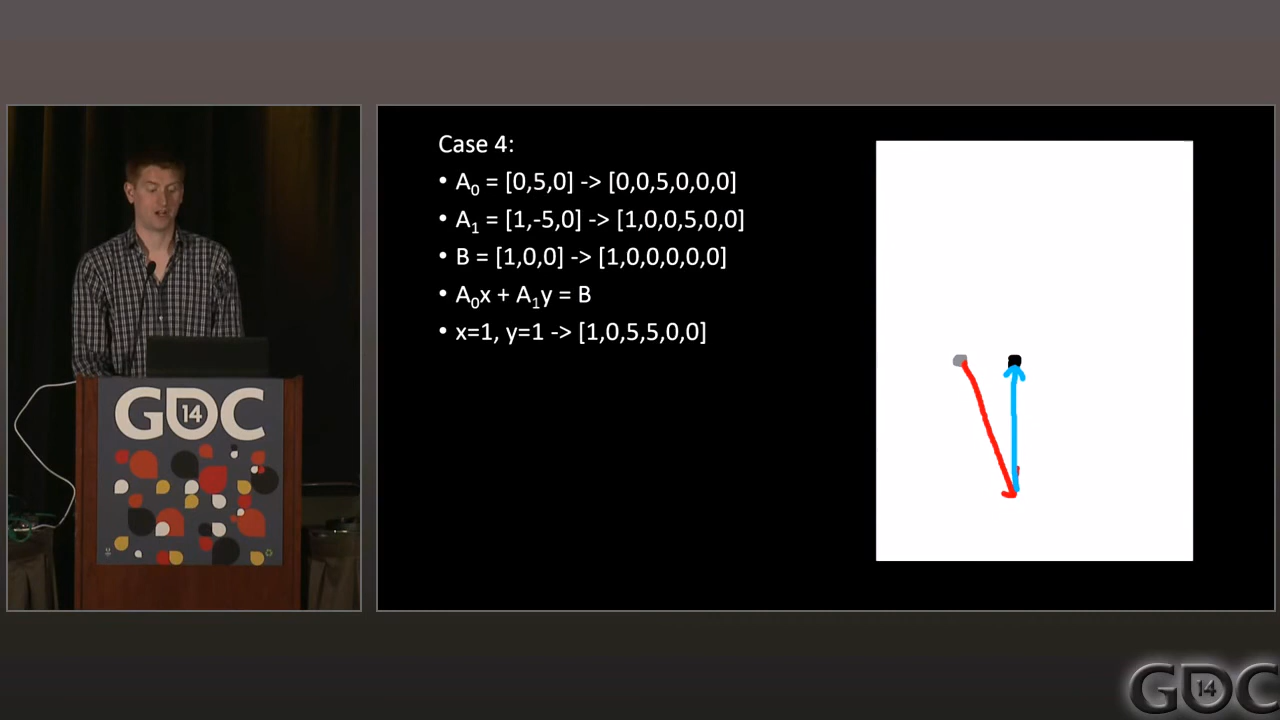 Case 4:
• A₀ = [0,5,0] -> [0,0,5,0,0,0]
• A₁ = [1,-5,0] -> [1,0,0,5,0,0]
• B = [1,0,0] -> [1,0,0,0,0,0]
• A₀x + A₁y = B
• x=1, y=1 -> [1,0,5,5,0,0]
GDC
14
GDC
14